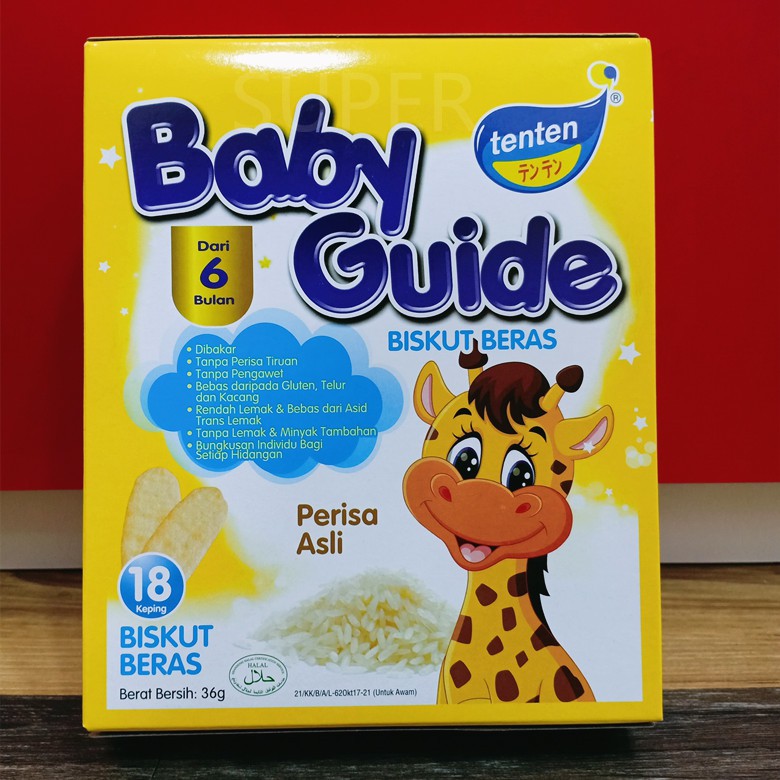 SUPER
Baby
Guide
tenten
テンテン
®
Dari
6
Bulan
BISKUT BERAS
• Dibakar
• Tanpa Perisa Tiruan
• Tanpa Pengawet
• Bebas daripada Gluten, Telur
dan Kacang
• Rendah Lemak & Bebas dari Asid
Trans Lemak
• Tanpa Lemak & Minyak Tambahan
• Bungkusan Individu Bagi
Setiap Hidangan
Perisa
Asli
18
Keping
BISKUT
BERAS
Berat Bersih: 36g
HALAL
حلال
21/KK/B/A/L-620kt17-21 (Untuk Awam)